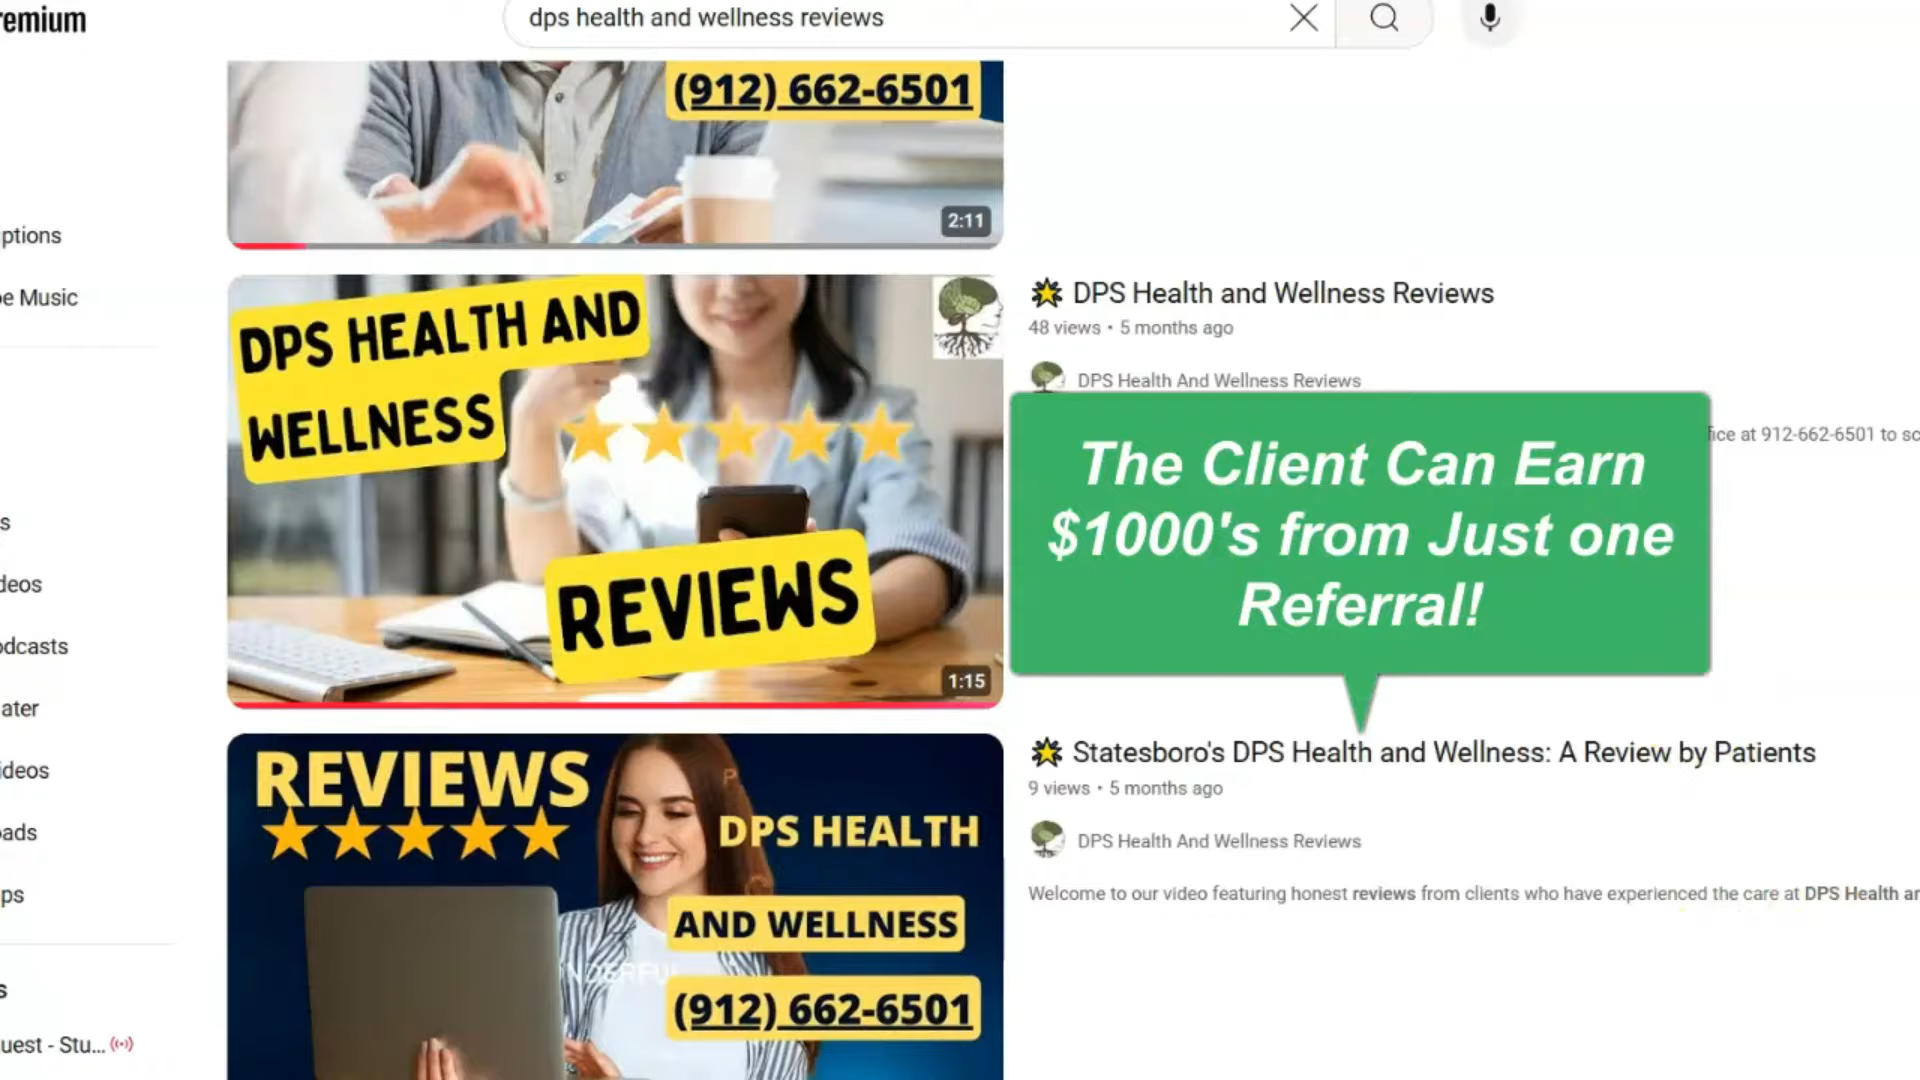 remium
dps health and wellness reviews
(912) 662-6501
2:11
ptions
e Music
DPS HEALTH AND
WELLNESS
REVIEWS
1:15
DPS Health and Wellness Reviews
48 views • 5 months ago
DPS Health And Wellness Reviews
fice at 912-662-6501 to sc
The Client Can Earn
$1000's from Just one
Referral!
s
deos
odcasts
ater
ideos
oads
ps
s
uest - Stu...
REVIEWS
DPS HEALTH
AND WELLNESS
(912) 662-6501
Statesboro's DPS Health and Wellness: A Review by Patients
9 views • 5 months ago
DPS Health And Wellness Reviews
Welcome to our video featuring honest reviews from clients who have experienced the care at DPS Health an